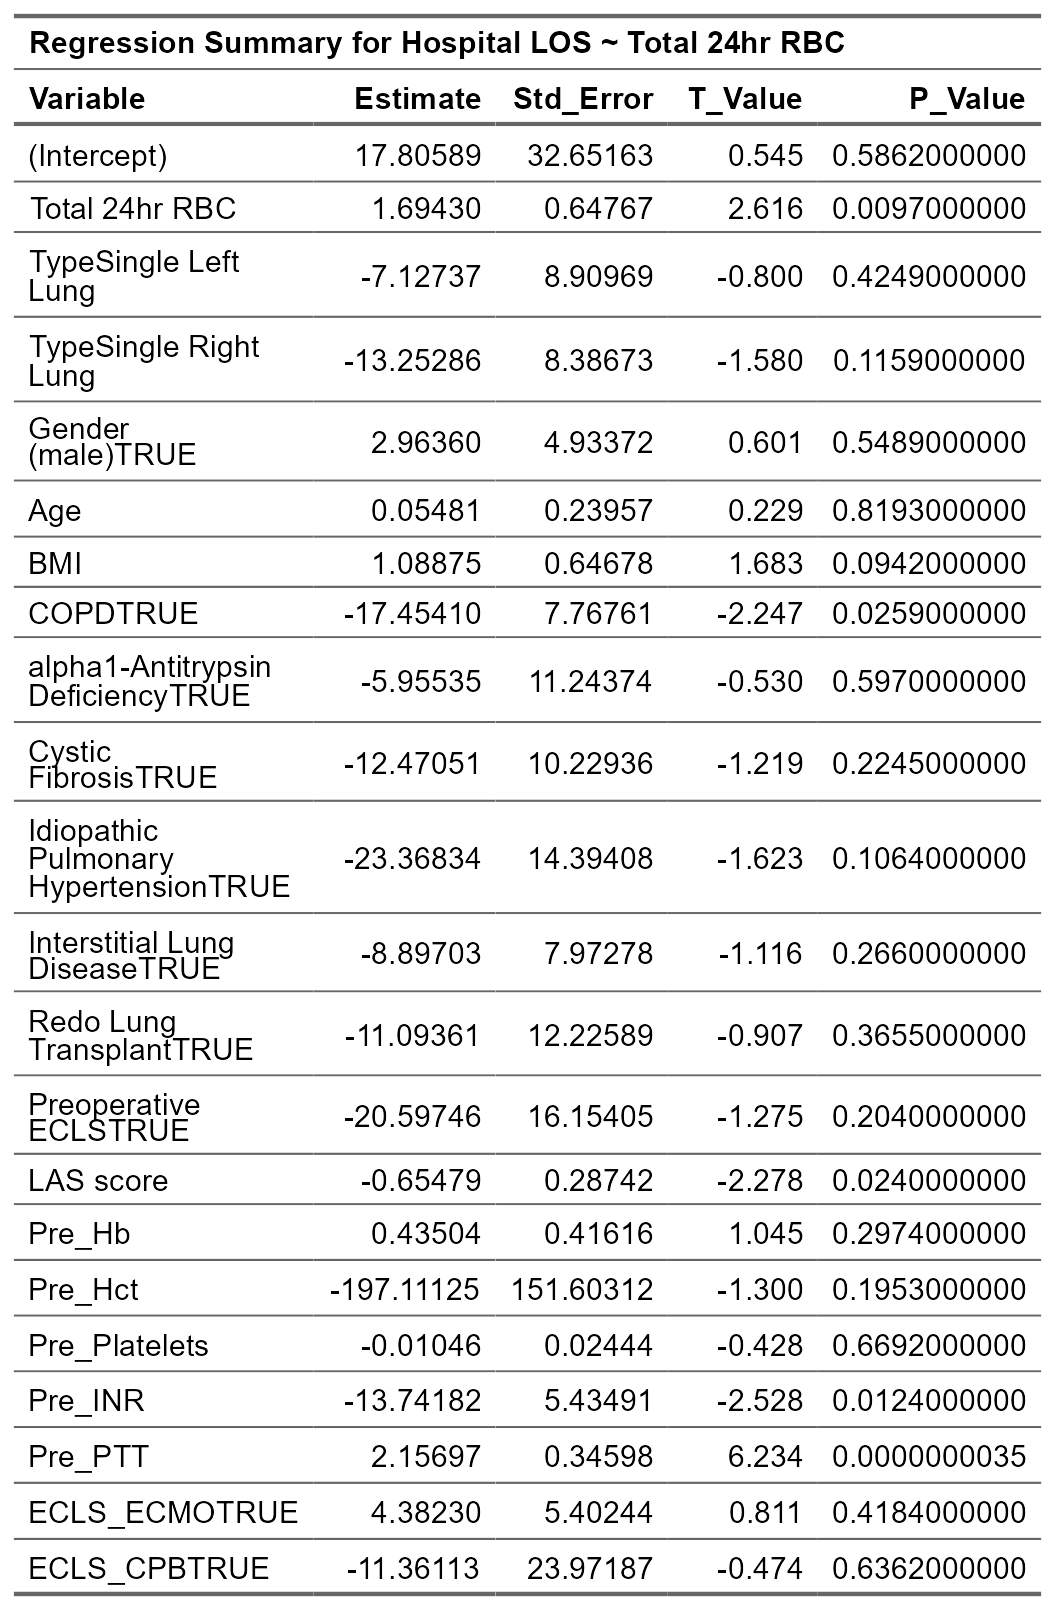 Regression Summary for Hospital LOS ~ Total 24hr RBC
Variable Estimate Std_Error T_Value P_Value
(Intercept) 17.80589 32.65163 0.545 0.5862000000
Total 24hr RBC 1.69430 0.64767 2.616 0.0097000000
TypeSingle Left
Lung -7.12737 8.90969 -0.800 0.4249000000
TypeSingle Right
Lung -13.25286 8.38673 -1.580 0.1159000000
Gender
(male)TRUE 2.96360 4.93372 0.601 0.5489000000
Age 0.05481 0.23957 0.229 0.8193000000
BMI 1.08875 0.64678 1.683 0.0942000000
COPDTRUE -17.45410 7.76761 -2.247 0.0259000000
alpha1-Antitrypsin
DeficiencyTRUE -5.95535 11.24374 -0.530 0.5970000000
Cystic
FibrosisTRUE -12.47051 10.22936 -1.219 0.2245000000
Idiopathic
Pulmonary -23.36834 14.39408 -1.623 0.1064000000
HypertensionTRUE
Interstitial Lung
DiseaseTRUE -8.89703 7.97278 -1.116 0.2660000000
Redo Lung
TransplantTRUE -11.09361 12.22589 -0.907 0.3655000000
Preoperative
ECLSTRUE -20.59746 16.15405 -1.275 0.2040000000
LAS score -0.65479 0.28742 -2.278 0.0240000000
Pre_Hb 0.43504 0.41616 1.045 0.2974000000
Pre_Hct -197.11125 151.60312 -1.300 0.1953000000
Pre_Platelets -0.01046 0.02444 -0.428 0.6692000000
Pre_INR -13.74182 5.43491 -2.528 0.0124000000
Pre_PTT 2.15697 0.34598 6.234 0.0000000035
ECLS_ECMOTRUE 4.38230 5.40244 0.811 0.4184000000
ECLS_CPBTRUE -11.36113 23.97187 -0.474 0.6362000000